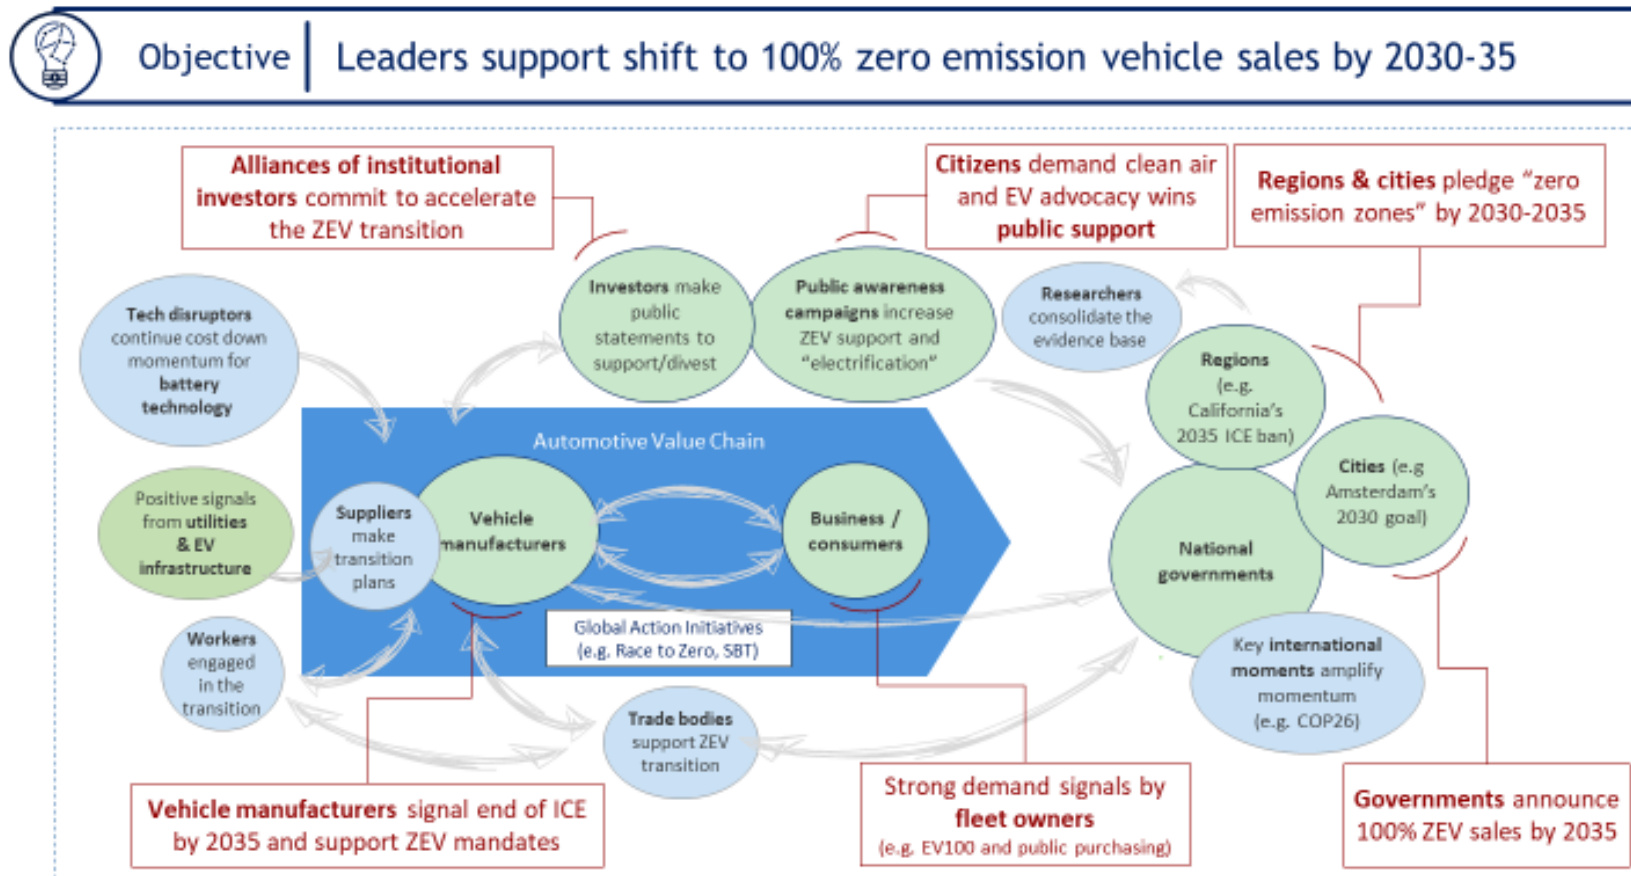 Objective
Leaders support shift to 100% zero emission vehicle sales by 2030-35
Alliances of institutional
investors commit to accelerate
the ZEV transition
Citizens demand clean air
and EV advocacy wins
public support
Regions & cities pledge “zero
emission zones” by 2030-2035
Tech disruptors
continue cost down
momentum for
battery
technology
Investors make
public
statements to
support/divest
Public awareness
campaigns increase
ZEV support and
“electrification”
Researchers
consolidate the
evidence base
Regions
(e.g.
California’s
2035 ICE ban)
Cities (e.g
Amsterdam’s
2030 goal)
Automotive Value Chain
Positive signals
from utilities
& EV
infrastructure
Suppliers
make
transition
plans
Vehicle
manufacturers
Business /
consumers
National
governments
Global Action Initiatives
(e.g. Race to Zero, SBT)
Workers
engaged
in the
transition
Trade bodies
support ZEV
transition
Key international
moments amplify
momentum
(e.g. COP26)
Vehicle manufacturers signal end of ICE
by 2035 and support ZEV mandates
Strong demand signals by
fleet owners
(e.g. EV100 and public purchasing)
Governments announce
100% ZEV sales by 2035